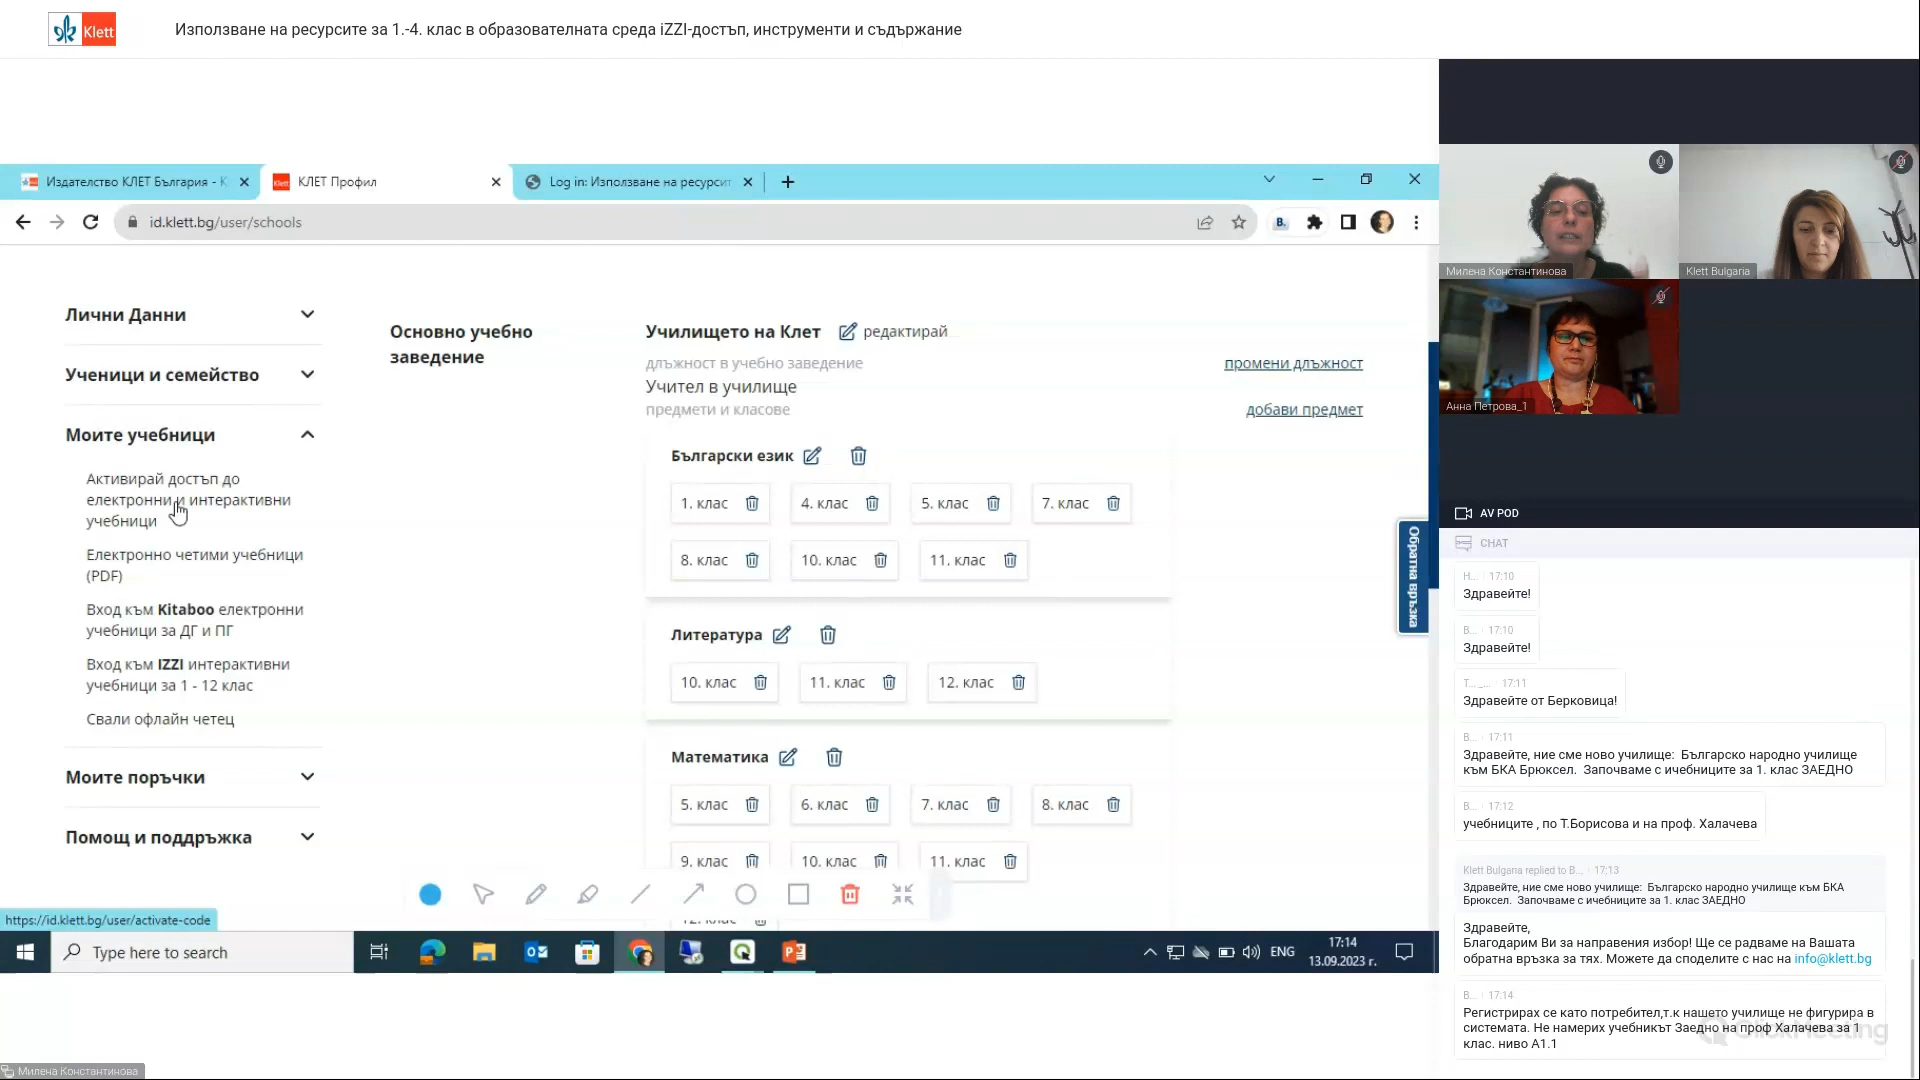 Klett
Използване на ресурсите за 1.-4. клас в образователната среда iZZI-достъп, инструменти и съдържание
Издателство КЛЕТ България - К
КЛЕТ Профил
Log in: Използване на ресурсит
id.klett.bg/user/schools
Лични Данни
Ученици и семейство
Моите учебници
Активирай достъп до
електронни и интерактивни
учебници
Електронно четими учебници
(PDF)
Вход към Kitaboo електронни
учебници за ДГ и ПГ
Вход към IZZI интерактивни
учебници за 1 - 12 клас
Свали офлайн четец
Моите поръчки
Помощ и поддръжка
Основно учебно
заведение
Училището на Клет редактирай
длъжност в учебно заведение
промени длъжност
Учител в училище
предмети и класове
добави предмет
Български език
1. клас 4. клас 5. клас 7. клас
8. клас 10. клас 11. клас
Литература
10. клас 11. клас 12. клас
Математика
5. клас 6. клас 7. клас 8. клас
9. клас 10. клас 11. клас
12. клас
Обратна връзка
https://id.klett.bg/user/activate-code
Type here to search
ENG
17:14
13.09.2023 г.
Милена Константинова
Милена Константинова
Klett Bulgaria
Анна Петрова_1
AV POD
CHAT
Н... 17:10
Здравейте!
В... 17:10
Здравейте!
Т... ... 17:11
Здравейте от Берковица!
В... 17:11
Здравейте, ние сме ново училище: Българско народно училище
към БКА Брюксел. Започваме с ичебниците за 1. клас ЗАЕДНО
В... 17:12
учебниците , по Т.Борисова и на проф. Халачева
Klett Bulgaria replied to В... 17:13
Здравейте, ние сме ново училище: Българско народно училище към БКА
Брюксел. Започваме с ичебниците за 1. клас ЗАЕДНО
Здравейте,
Благодарим Ви за направения избор! Ще се радваме на Вашата
обратна връзка за тях. Можете да споделите с нас на info@klett.bg
В... 17:14
Регистрирах се като потребител,т.к нашето училище не фигурира в
системата. Не намерих учебникът Заедно на проф Халачева за 1
клас. ниво А1.1
ClickMeeting